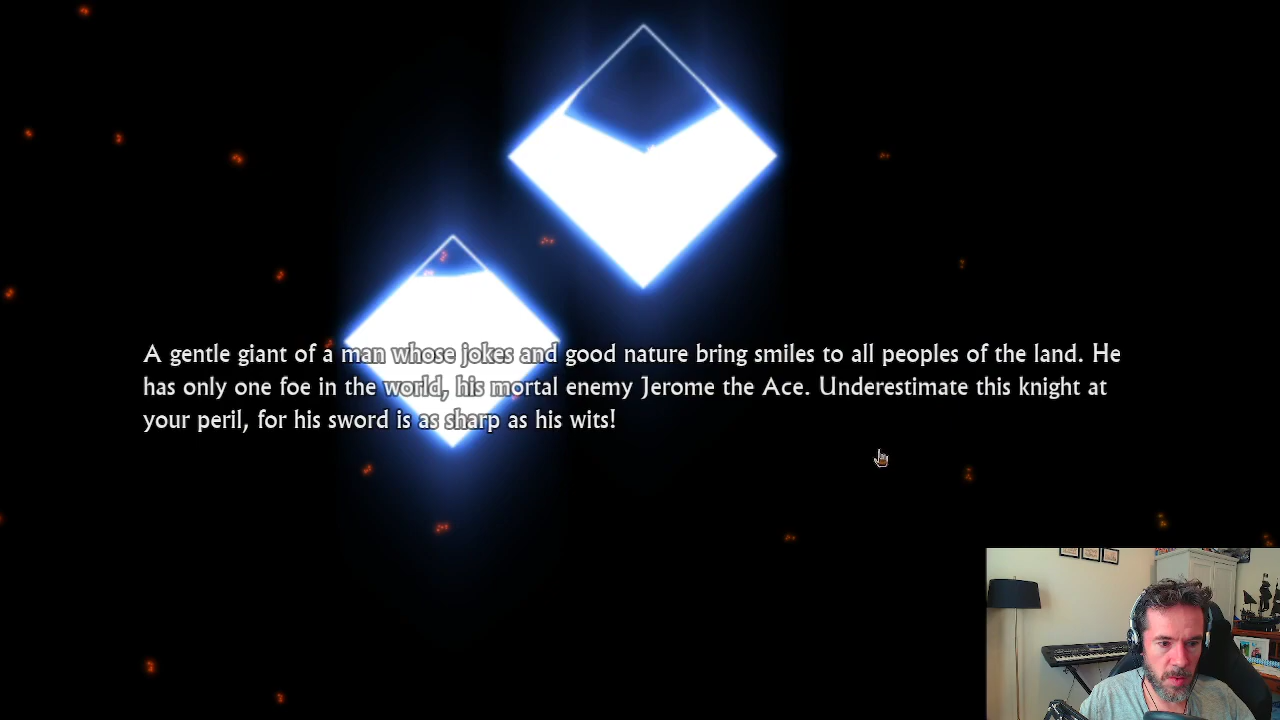 A gentle giant of a man whose jokes and good nature bring smiles to all peoples of the land. He
has only one foe in the world, his mortal enemy Jerome the Ace. Underestimate this knight at
your peril, for his sword is as sharp as his wits!